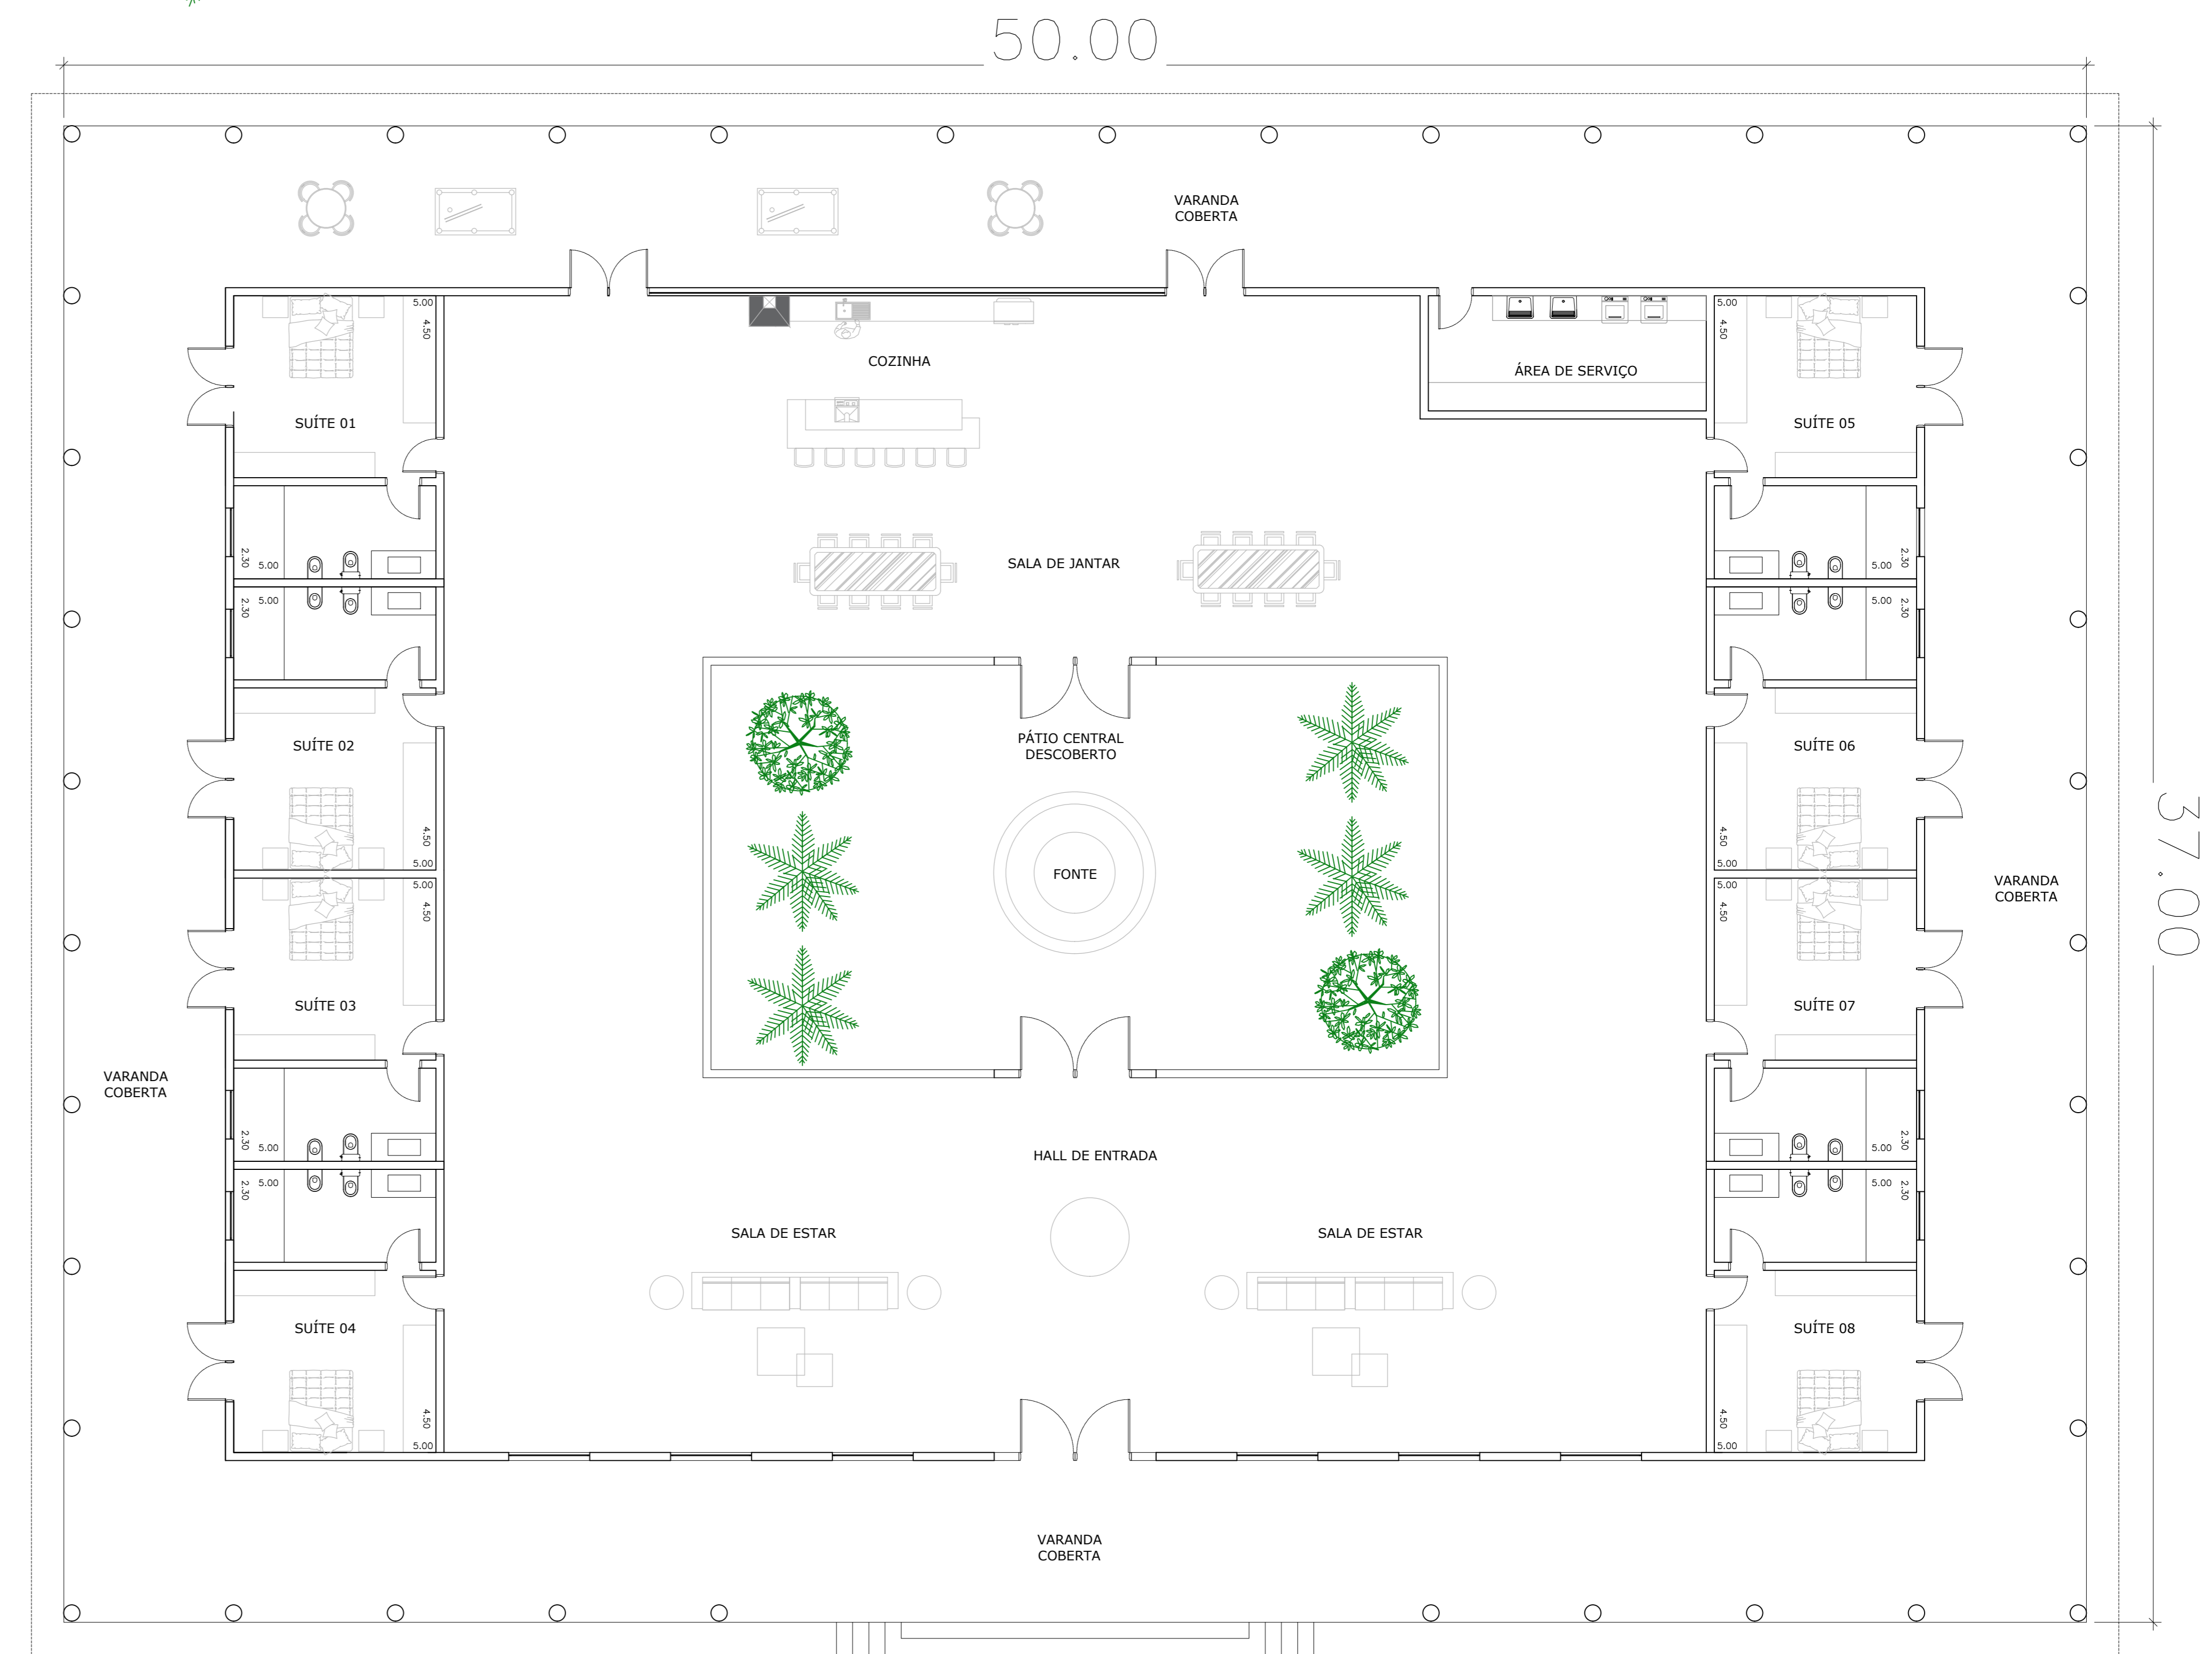 50.00
VARANDA
COBERTA
5.00
4.50
5.00
4.50
COZINHA
ÁREA DE SERVIÇO
SUÍTE 01
SUÍTE 05
2.30
5.00
SALA DE JANTAR
5.00
2.30
2.30
5.00
5.00
2.30
SUÍTE 02
PÁTIO CENTRAL
DESCOBERTO
SUÍTE 06
37.00
4.50
5.00
4.50
5.00
FONTE
5.00
4.50
5.00
4.50
VARANDA
COBERTA
SUÍTE 03
SUÍTE 07
VARANDA
COBERTA
2.30
5.00
HALL DE ENTRADA
5.00
2.30
2.30
5.00
5.00
2.30
SALA DE ESTAR
SALA DE ESTAR
SUÍTE 04
SUÍTE 08
4.50
5.00
4.50
5.00
VARANDA
COBERTA